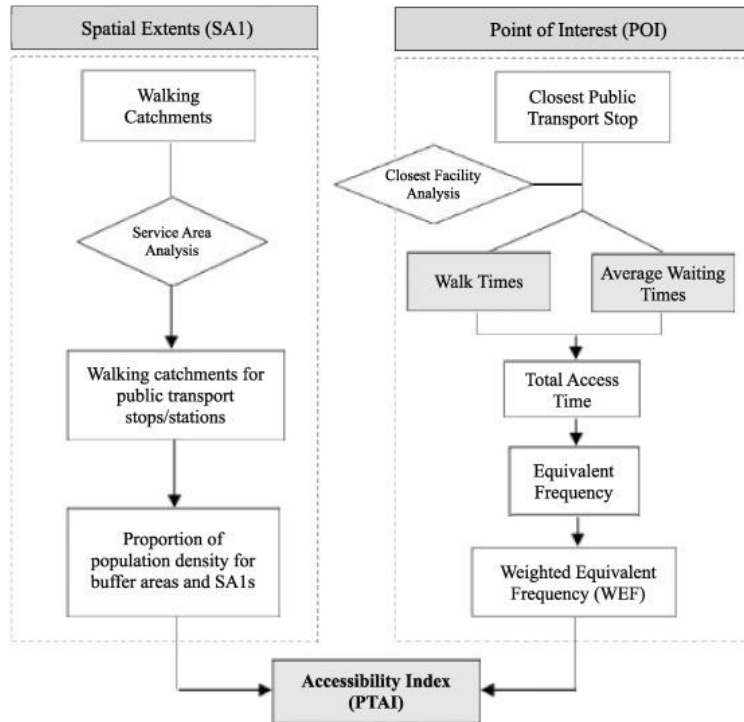 Spatial Extents (SA1)
Walking
Catchments
Service Area
Analysis
Walking catchments for
public transport
stops/stations
Proportion of
population density for
buffer areas and SA1s
Point of Interest (POI)
Closest Public
Transport Stop
Closest Facility
Analysis
Walk Times
Average Waiting
Times
Total Access
Time
Equivalent
Frequency
Weighted Equivalent
Frequency (WEF)
Accessibility Index
(PTAI)